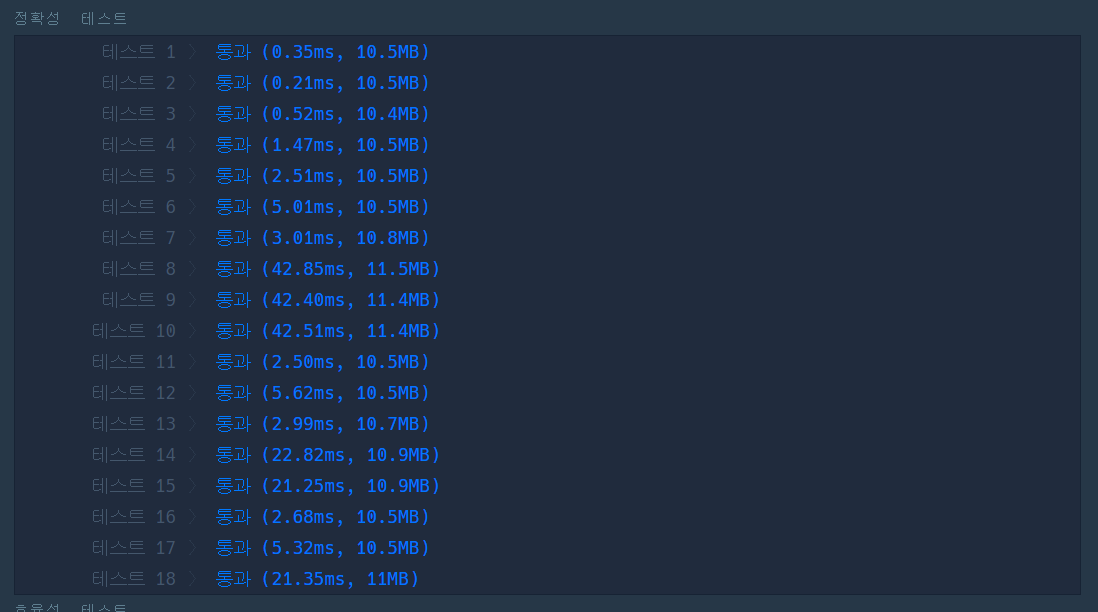 정확성 테스트
테스트 1 〉 통과 (0.35ms, 10.5MB)
테스트 2 〉 통과 (0.21ms, 10.5MB)
테스트 3 〉 통과 (0.52ms, 10.4MB)
테스트 4 〉 통과 (1.47ms, 10.5MB)
테스트 5 〉 통과 (2.51ms, 10.5MB)
테스트 6 〉 통과 (5.01ms, 10.5MB)
테스트 7 〉 통과 (3.01ms, 10.8MB)
테스트 8 〉 통과 (42.85ms, 11.5MB)
테스트 9 〉 통과 (42.40ms, 11.4MB)
테스트 10 〉 통과 (42.51ms, 11.4MB)
테스트 11 〉 통과 (2.50ms, 10.5MB)
테스트 12 〉 통과 (5.62ms, 10.5MB)
테스트 13 〉 통과 (2.99ms, 10.7MB)
테스트 14 〉 통과 (22.82ms, 10.9MB)
테스트 15 〉 통과 (21.25ms, 10.9MB)
테스트 16 〉 통과 (2.68ms, 10.5MB)
테스트 17 〉 통과 (5.32ms, 10.5MB)
테스트 18 〉 통과 (21.35ms, 11MB)
효율성 테스트